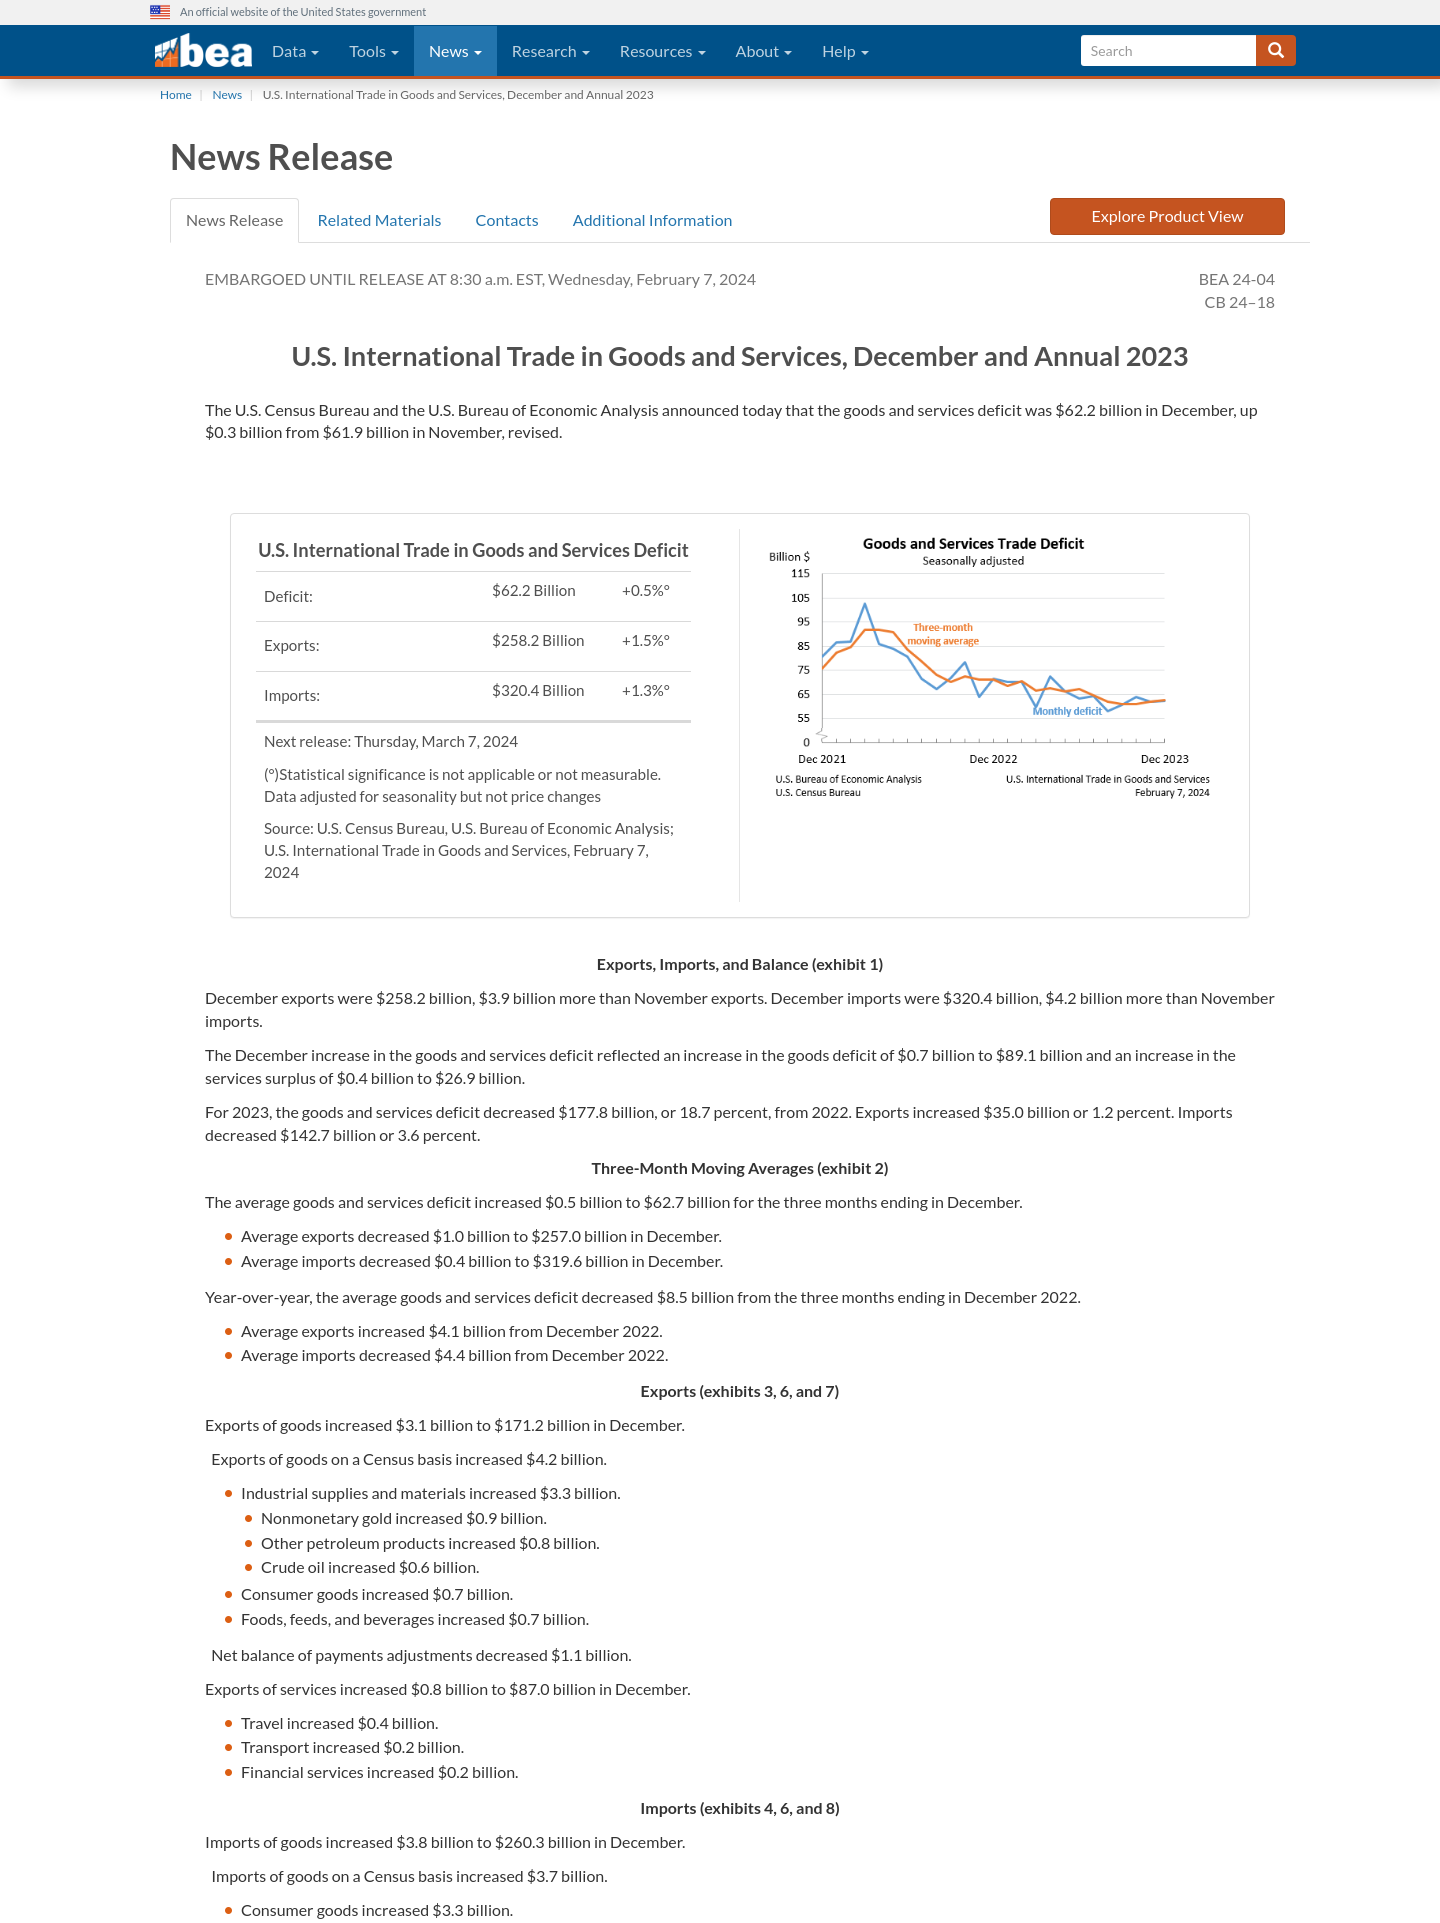 An official website of the United States government
bea
Data
Tools
News
Research
Resources
About
Help
Search
Home | News | U.S. International Trade in Goods and Services, December and Annual 2023
News Release
News Release
Related Materials
Contacts
Additional Information
Explore Product View
EMBARGOED UNTIL RELEASE AT 8:30 a.m. EST, Wednesday, February 7, 2024
BEA 24-04
CB 24–18
U.S. International Trade in Goods and Services, December and Annual 2023
The U.S. Census Bureau and the U.S. Bureau of Economic Analysis announced today that the goods and services deficit was $62.2 billion in December, up
$0.3 billion from $61.9 billion in November, revised.
U.S. International Trade in Goods and Services Deficit
Deficit: $62.2 Billion +0.5%°
Exports: $258.2 Billion +1.5%°
Imports: $320.4 Billion +1.3%°
Next release: Thursday, March 7, 2024
(°)Statistical significance is not applicable or not measurable.
Data adjusted for seasonality but not price changes
Source: U.S. Census Bureau, U.S. Bureau of Economic Analysis;
U.S. International Trade in Goods and Services, February 7,
2024
Goods and Services Trade Deficit
Billion $
Seasonally adjusted
115
105
95
85
75
65
55
0
Three-month
moving average
Monthly deficit
Dec 2021
Dec 2022
Dec 2023
U.S. Bureau of Economic Analysis
U.S. Census Bureau
U.S. International Trade in Goods and Services
February 7, 2024
Exports, Imports, and Balance (exhibit 1)
December exports were $258.2 billion, $3.9 billion more than November exports. December imports were $320.4 billion, $4.2 billion more than November
imports.
The December increase in the goods and services deficit reflected an increase in the goods deficit of $0.7 billion to $89.1 billion and an increase in the
services surplus of $0.4 billion to $26.9 billion.
For 2023, the goods and services deficit decreased $177.8 billion, or 18.7 percent, from 2022. Exports increased $35.0 billion or 1.2 percent. Imports
decreased $142.7 billion or 3.6 percent.
Three-Month Moving Averages (exhibit 2)
The average goods and services deficit increased $0.5 billion to $62.7 billion for the three months ending in December.
Average exports decreased $1.0 billion to $257.0 billion in December.
Average imports decreased $0.4 billion to $319.6 billion in December.
Year-over-year, the average goods and services deficit decreased $8.5 billion from the three months ending in December 2022.
Average exports increased $4.1 billion from December 2022.
Average imports decreased $4.4 billion from December 2022.
Exports (exhibits 3, 6, and 7)
Exports of goods increased $3.1 billion to $171.2 billion in December.
Exports of goods on a Census basis increased $4.2 billion.
Industrial supplies and materials increased $3.3 billion.
Nonmonetary gold increased $0.9 billion.
Other petroleum products increased $0.8 billion.
Crude oil increased $0.6 billion.
Consumer goods increased $0.7 billion.
Foods, feeds, and beverages increased $0.7 billion.
Net balance of payments adjustments decreased $1.1 billion.
Exports of services increased $0.8 billion to $87.0 billion in December.
Travel increased $0.4 billion.
Transport increased $0.2 billion.
Financial services increased $0.2 billion.
Imports (exhibits 4, 6, and 8)
Imports of goods increased $3.8 billion to $260.3 billion in December.
Imports of goods on a Census basis increased $3.7 billion.
Consumer goods increased $3.3 billion.